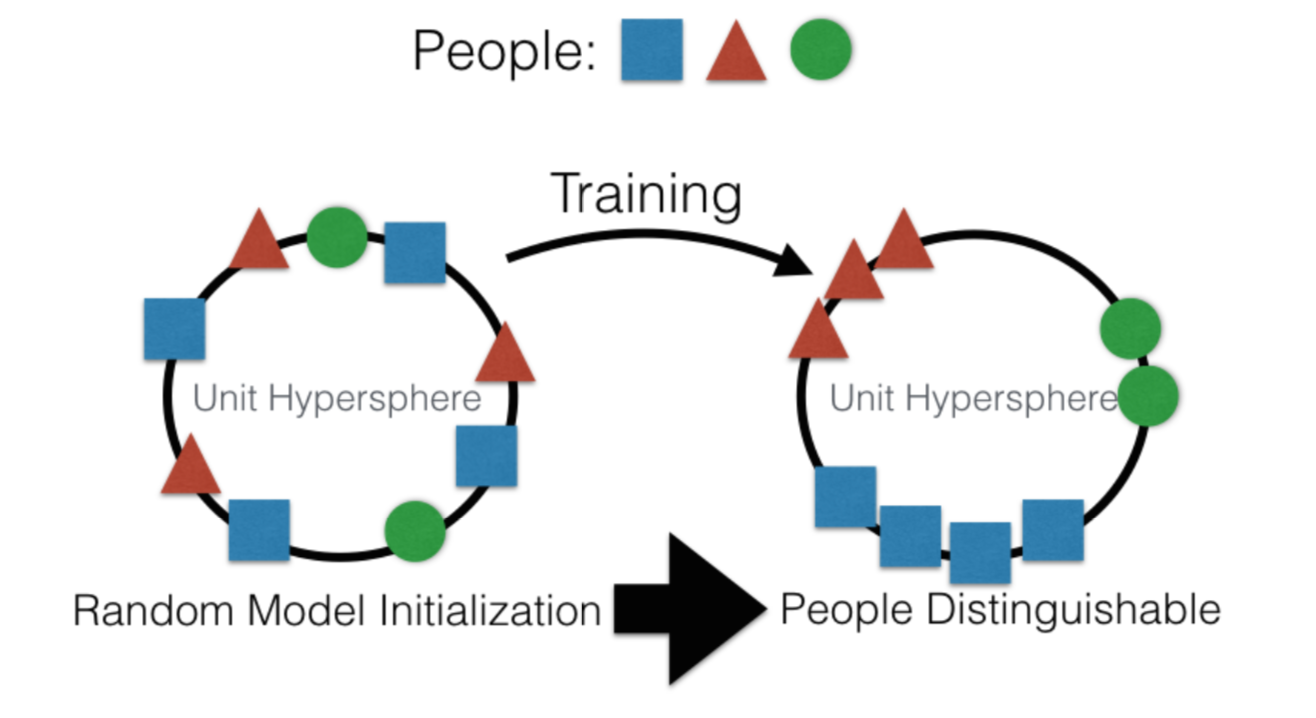 People:
Training
Unit Hypersphere
Unit Hypersphere
Random Model Initialization
People Distinguishable